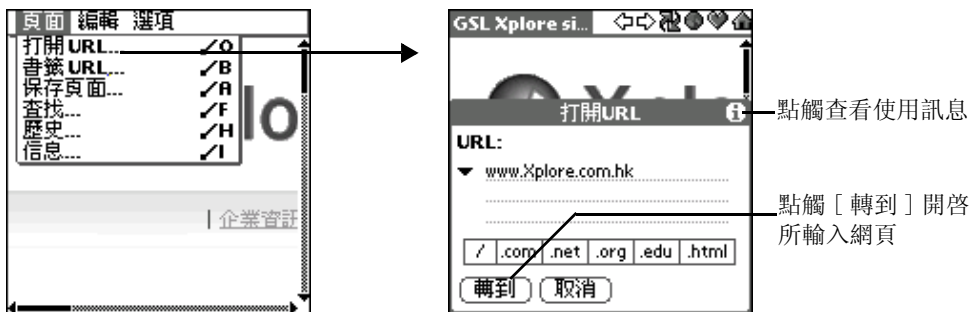 頁面 編輯 選項
打開 URL... ／O
書籤 URL... ／B
保存頁面... ／A
查找... ／F
歷史... ／H
信息... ／I
lo
| 企業資訊
GSL Xplore si...
打開URL
URL:
www.Xplore.com.hk
/ .com .net .org .edu .html
轉到 取消
點觸查看使用訊息
點觸［轉到］開啓
所輸入網頁